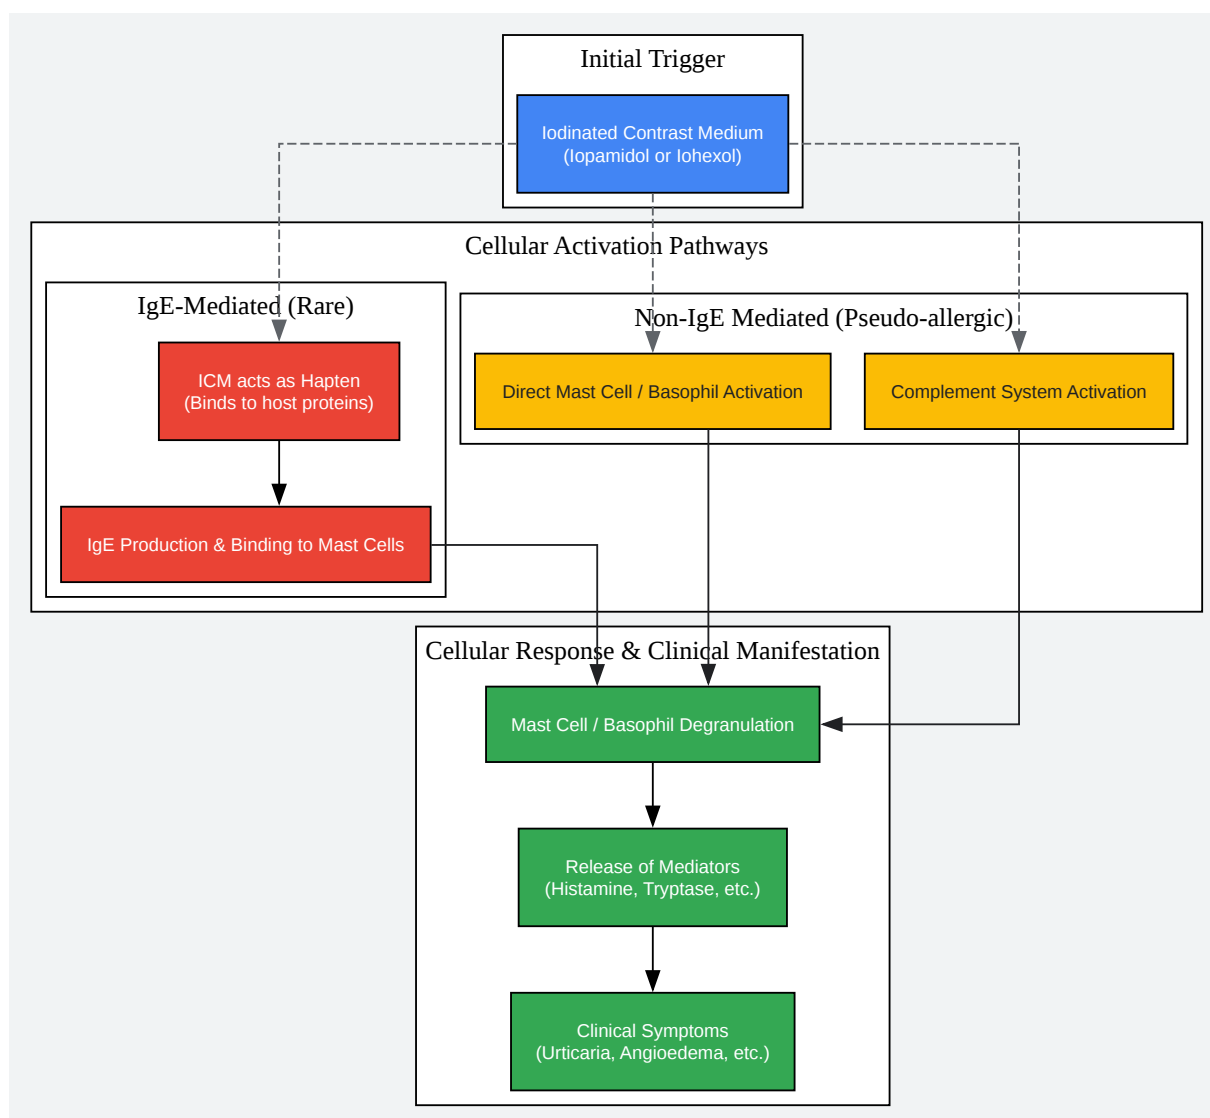 Initial Trigger
Iodinated Contrast Medium
(Iopamidol or Iohexol)
Cellular Activation Pathways
IgE-Mediated (Rare)
Non-IgE Mediated (Pseudo-allergic)
ICM acts as Hapten
(Binds to host proteins)
Direct Mast Cell / Basophil Activation
Complement System Activation
IgE Production & Binding to Mast Cells
Cellular Response & Clinical Manifestation
Mast Cell / Basophil Degranulation
Release of Mediators
(Histamine, Tryptase, etc.)
Clinical Symptoms
(Urticaria, Angioedema, etc.)